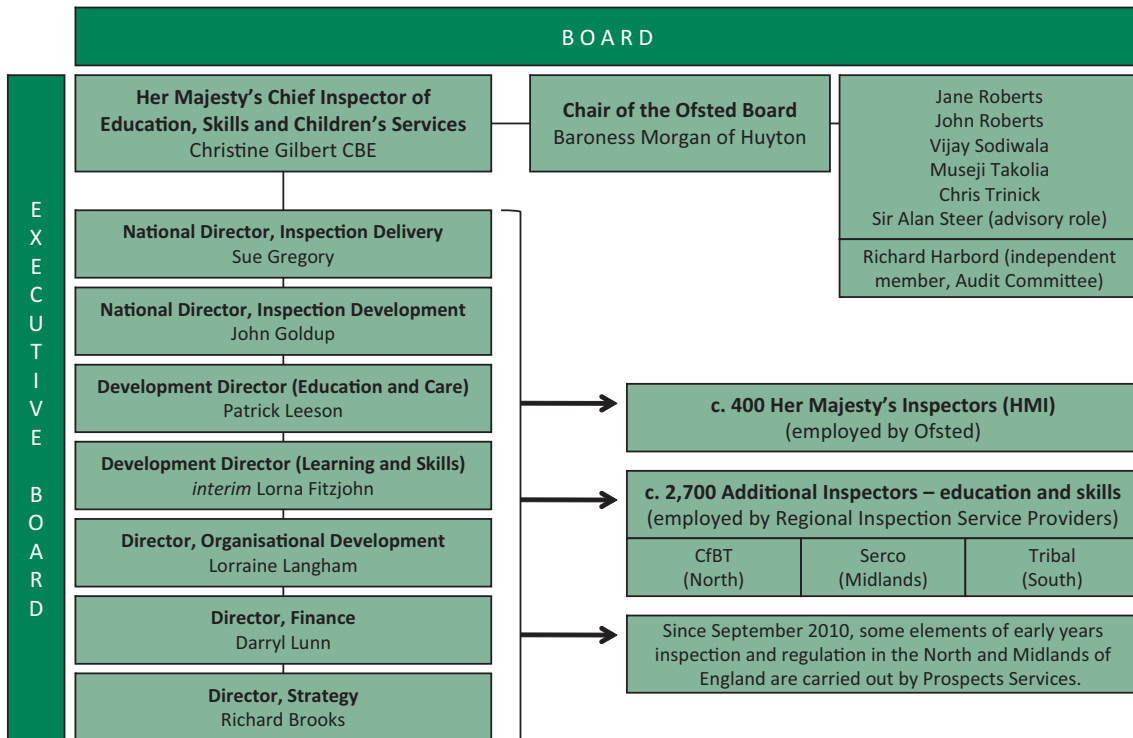 BOARD
EXECUTIVE BOARD
Her Majesty’s Chief Inspector of
Education, Skills and Children’s Services
Christine Gilbert CBE
Chair of the Ofsted Board
Baroness Morgan of Huyton
Jane Roberts
John Roberts
Vijay Sodiwala
Museji Takolia
Chris Trinick
Sir Alan Steer (advisory role)
Richard Harbord (independent
member, Audit Committee)
National Director, Inspection Delivery
Sue Gregory
National Director, Inspection Development
John Goldup
Development Director (Education and Care)
Patrick Leeson
Development Director (Learning and Skills)
interim Lorna Fitzjohn
Director, Organisational Development
Lorraine Langham
Director, Finance
Darryl Lunn
Director, Strategy
Richard Brooks
c. 400 Her Majesty’s Inspectors (HMI)
(employed by Ofsted)
c. 2,700 Additional Inspectors – education and skills
(employed by Regional Inspection Service Providers)
CfBT
(North)
Serco
(Midlands)
Tribal
(South)
Since September 2010, some elements of early years
inspection and regulation in the North and Midlands of
England are carried out by Prospects Services.